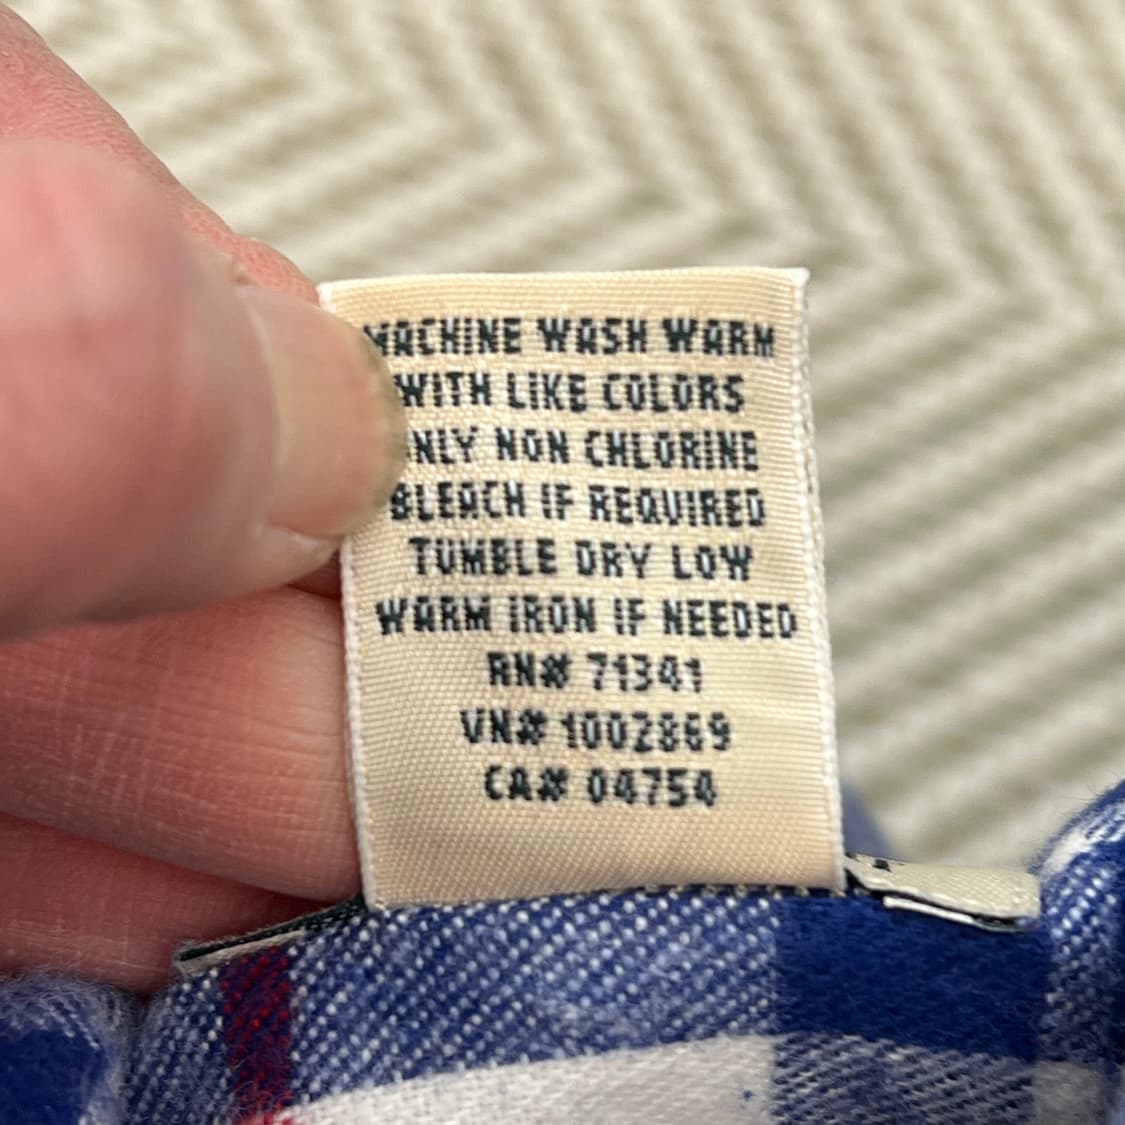 MACHINE WASH WARM
WITH LIKE COLORS
ONLY NON CHLORINE
BLEACH IF REQUIRED
TUMBLE DRY LOW
WARM IRON IF NEEDED
RN# 71341
VN# 1002869
CA# 04754